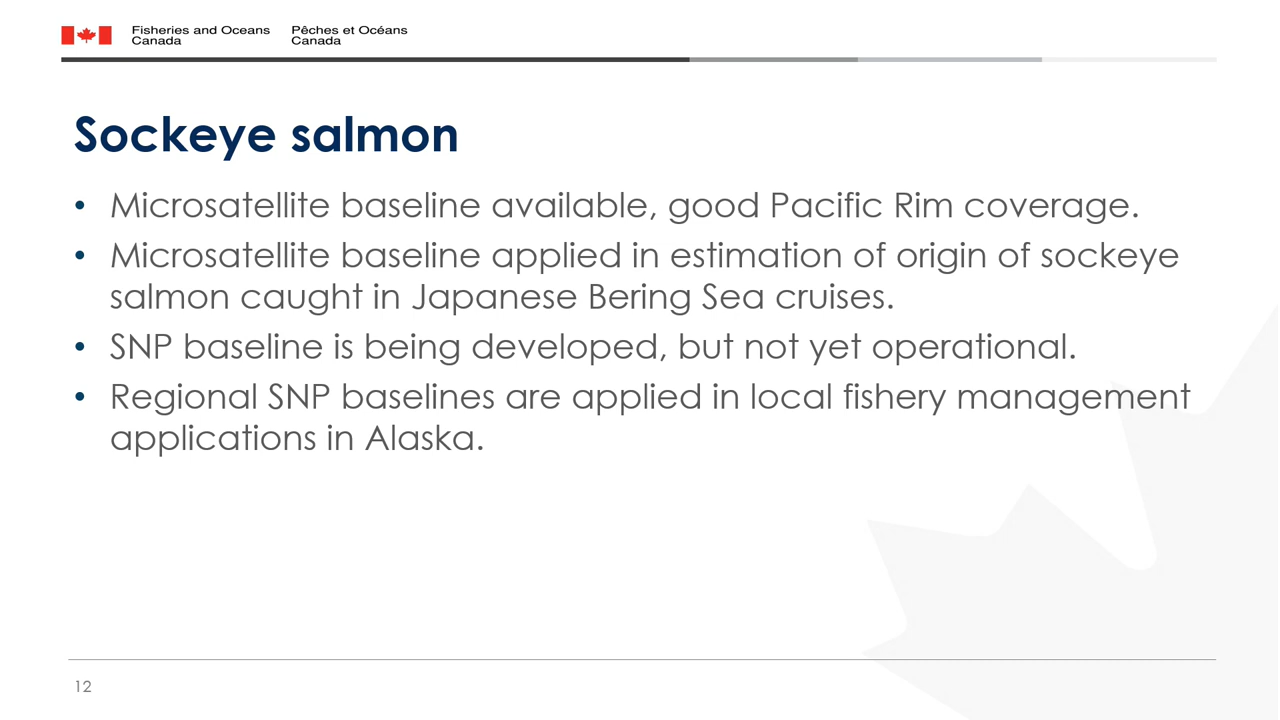 Fisheries and Oceans
Canada
Pêches et Océans
Canada
Sockeye salmon
• Microsatellite baseline available, good Pacific Rim coverage.
• Microsatellite baseline applied in estimation of origin of sockeye
salmon caught in Japanese Bering Sea cruises.
• SNP baseline is being developed, but not yet operational.
• Regional SNP baselines are applied in local fishery management
applications in Alaska.
12